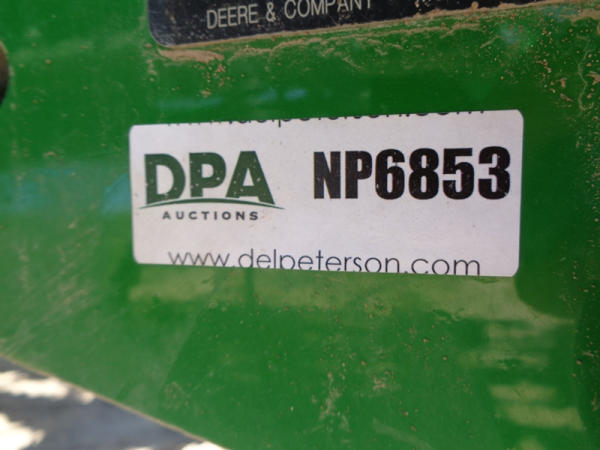 DEERE & COMPANY
DPA
AUCTIONS
NP6853
www.delpeterson.com